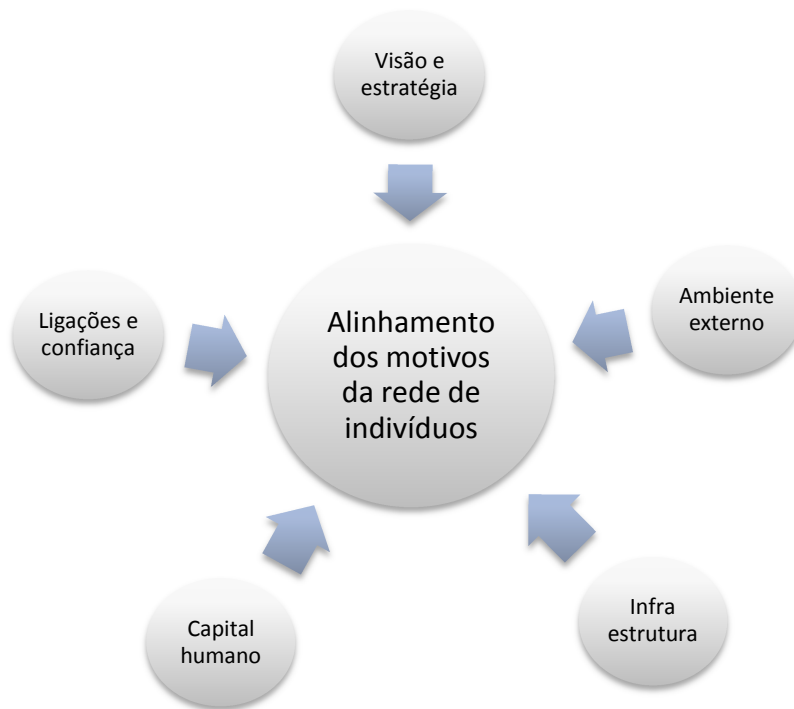 Visão e
estratégia
Ligações e
confiança
Alinhamento
dos motivos
da rede de
indivíduos
Ambiente
externo
Capital
humano
Infra
estrutura